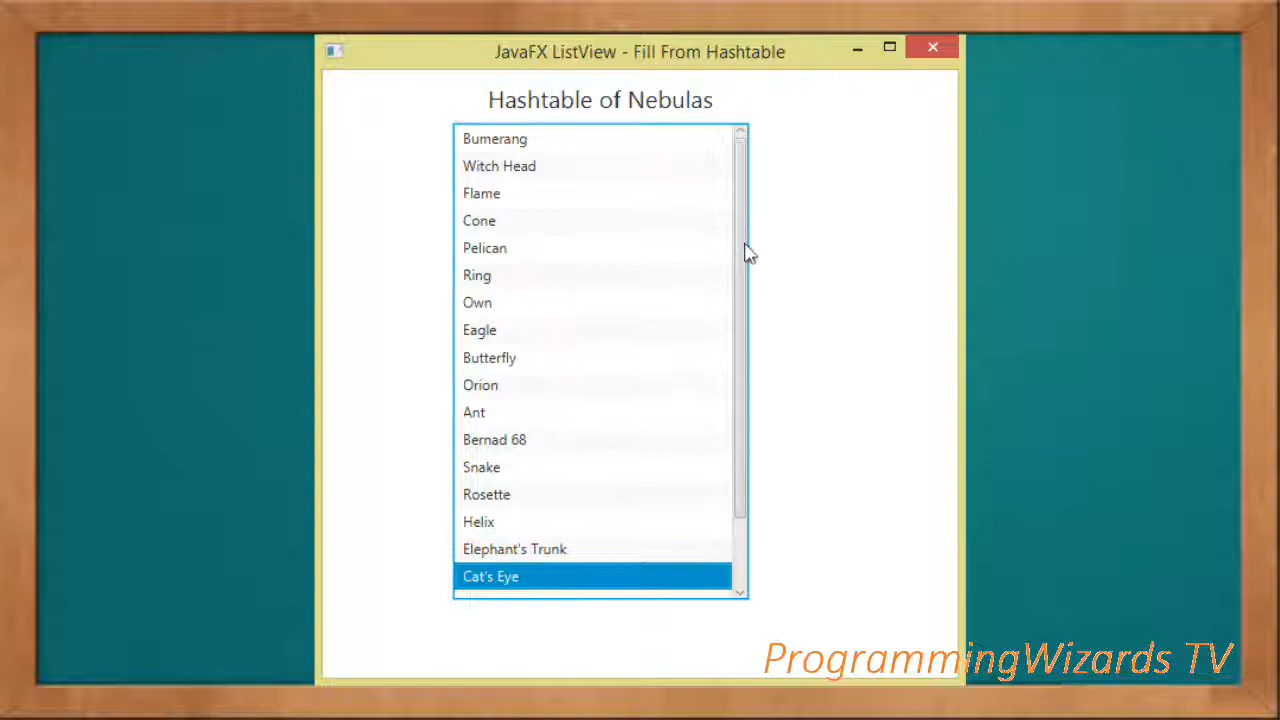 JavaFX ListView - Fill From Hashtable
Hashtable of Nebulas
Bumerang
Witch Head
Flame
Cone
Pelican
Ring
Own
Eagle
Butterfly
Orion
Ant
Bernad 68
Snake
Rosette
Helix
Elephant's Trunk
Cat's Eye
ProgrammingWizards TV